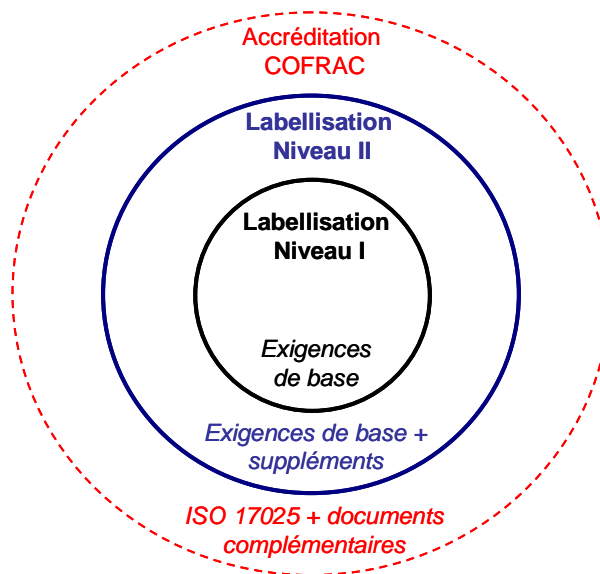 Accréditation
COFRAC
Labellisation
Niveau II
Labellisation
Niveau I
Exigences
de base
Exigences de base +
suppléments
ISO 17025 + documents
complémentaires